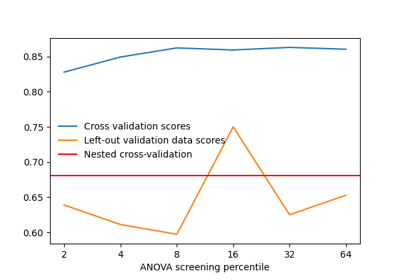 0.85
0.80
0.75
0.70
0.65
0.60
Cross validation scores
Left-out validation data scores
Nested cross-validation
2 4 8 16 32 64
ANOVA screening percentile